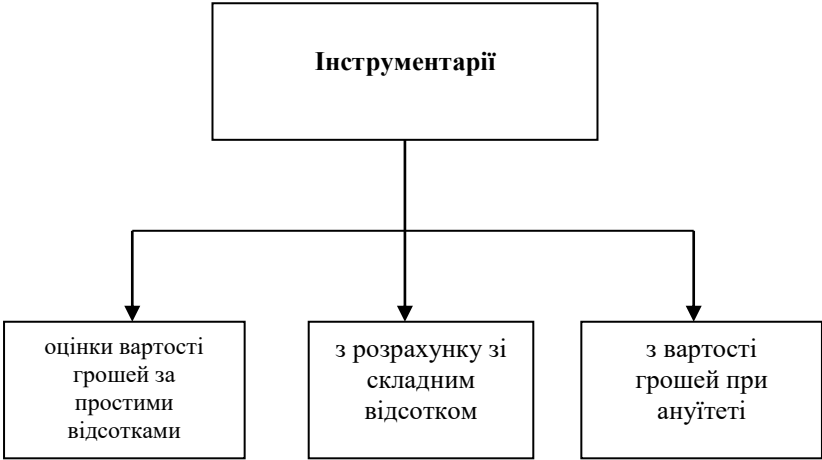 Інструментарії
оцінки вартості
грошей за
простими
відсотками
з розрахунку зі
складним
відсотком
з вартості
грошей при
ануїтеті